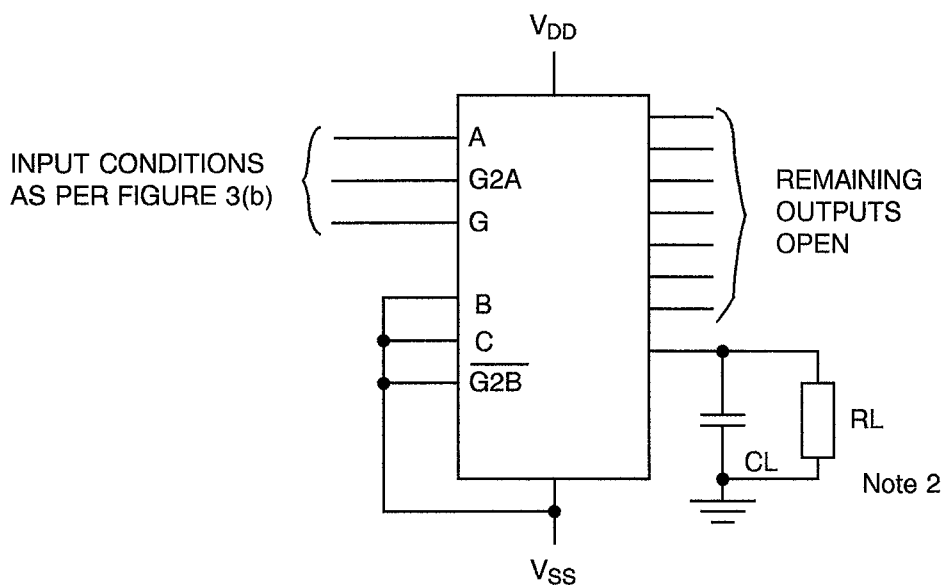 VDD
INPUT CONDITIONS
AS PER FIGURE 3(b)
A
G2A
G
B
C
G2B
REMAINING
OUTPUTS
OPEN
CL
RL
Note 2
VSS